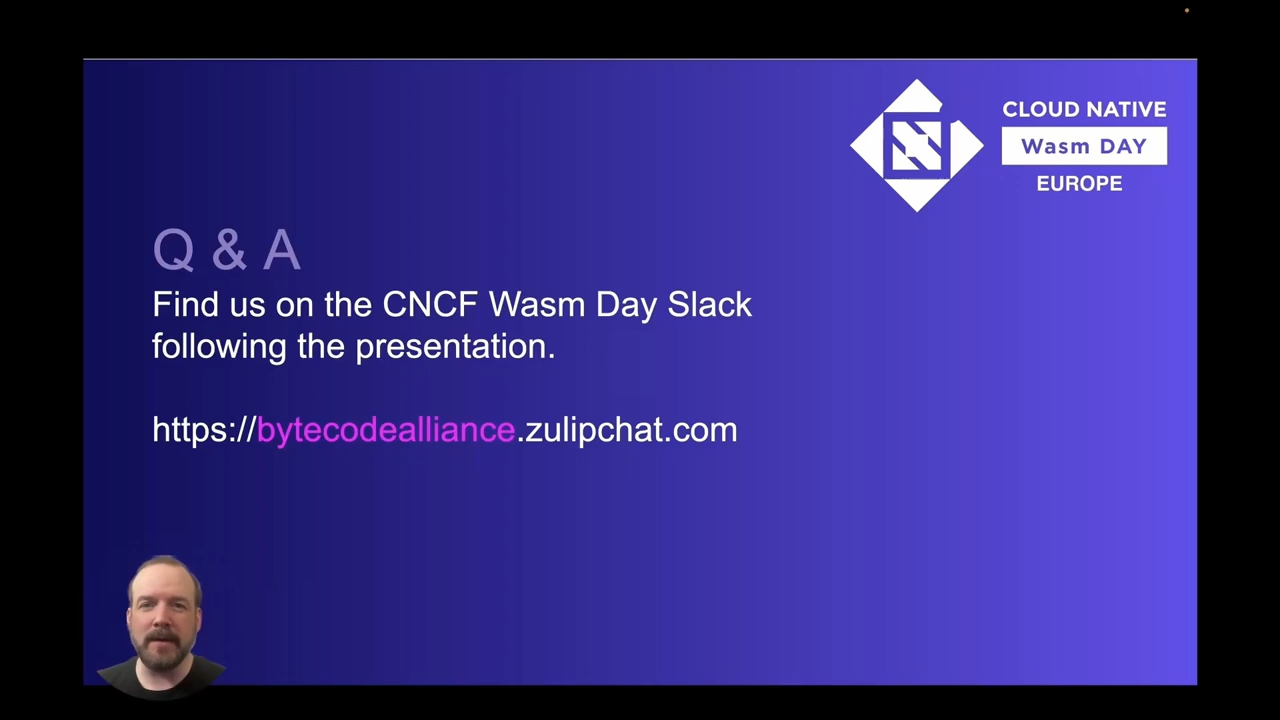 CLOUD NATIVE
Wasm DAY
EUROPE
Q & A
Find us on the CNCF Wasm Day Slack
following the presentation.
https://bytecodealliance.zulipchat.com